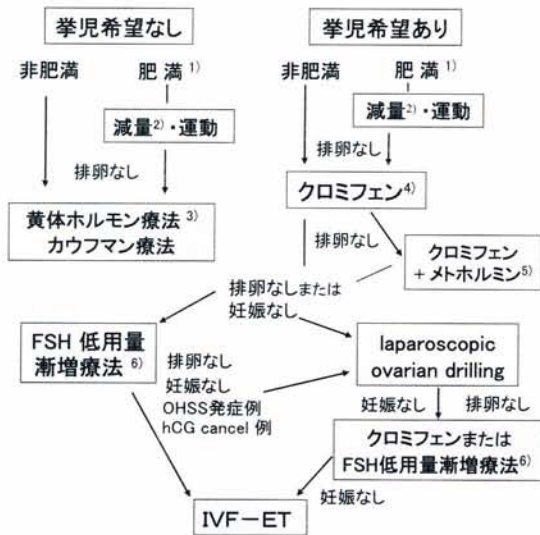 挙児希望なし
挙児希望あり
非肥満
肥 満 1)
非肥満
肥 満 1)
減量2)・運動
減量2)・運動
排卵なし
排卵なし
クロミフェン4)
黄体ホルモン療法 3)
カウフマン療法
排卵なし
クロミフェン
+メトホルミン5)
排卵なしまたは
妊娠なし
FSH 低用量
漸増療法 6)
排卵なし
妊娠なし
OHSS発症例
hCG cancel 例
laparoscopic
ovarian drilling
妊娠なし
排卵なし
クロミフェンまたは
FSH低用量漸増療法6)
妊娠なし
IVF-ET